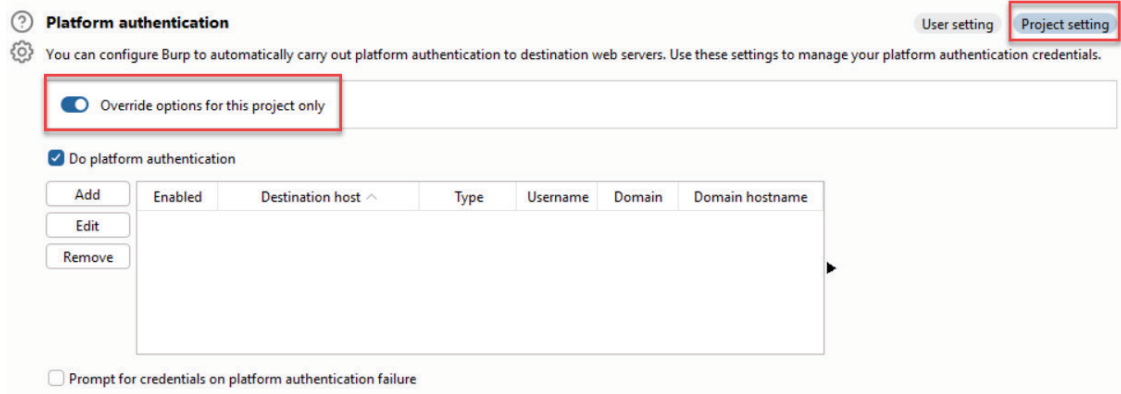 Platform authentication
User setting
Project setting
You can configure Burp to automatically carry out platform authentication to destination web servers. Use these settings to manage your platform authentication credentials.
Override options for this project only
Do platform authentication
Add
Enabled Destination host Type Username Domain Domain hostname
Edit
Remove
Prompt for credentials on platform authentication failure